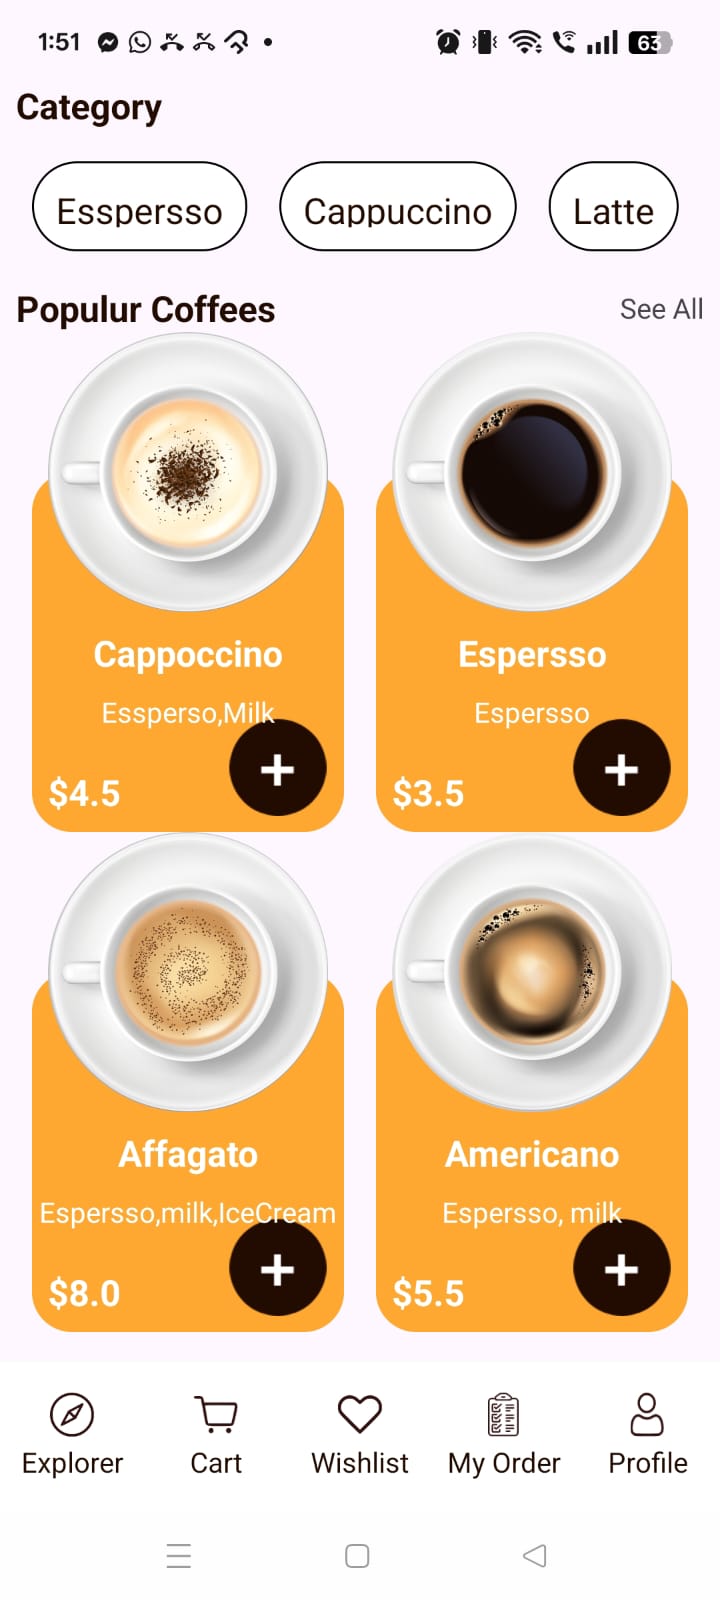 1:51 63
Category
Esspersso Cappuccino Latte
Populur Coffees See All
Cappoccino Espersso
Essperso,Milk Espersso
$4.5 $3.5
Affagato Americano
Espersso,milk,IceCream Espersso, milk
$8.0 $5.5
Explorer Cart Wishlist My Order Profile